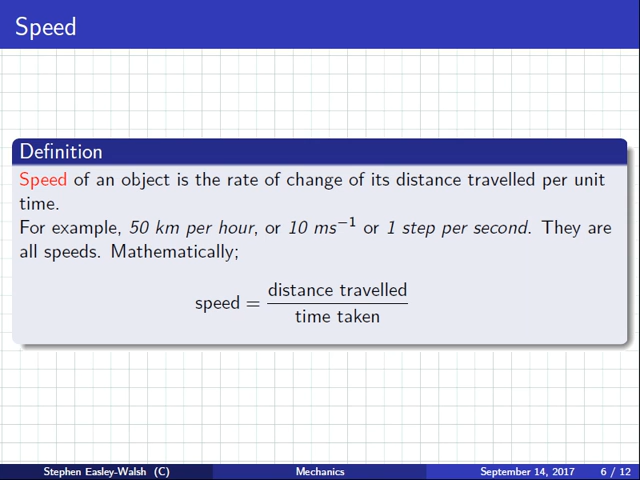 Speed
Definition
Speed of an object is the rate of change of its distance travelled per unit
time.
For example, 50 km per hour, or 10 ms⁻¹ or 1 step per second. They are
all speeds. Mathematically;
speed = distance travelled
time taken
Stephen Easley-Walsh (C) Mechanics September 14, 2017 6 / 12